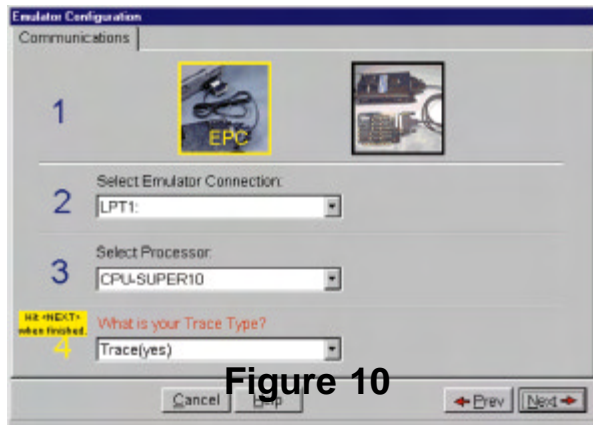 Emulator Configuration
Communications
1
EPC
2
Select Emulator Connection:
LPT1:
3
Select Processor:
CPU-SUPER10
Hit <NEXT>
when finished.
4
What is your Trace Type?
Trace(yes)
Figure 10
Cancel
Help
Prev
Next